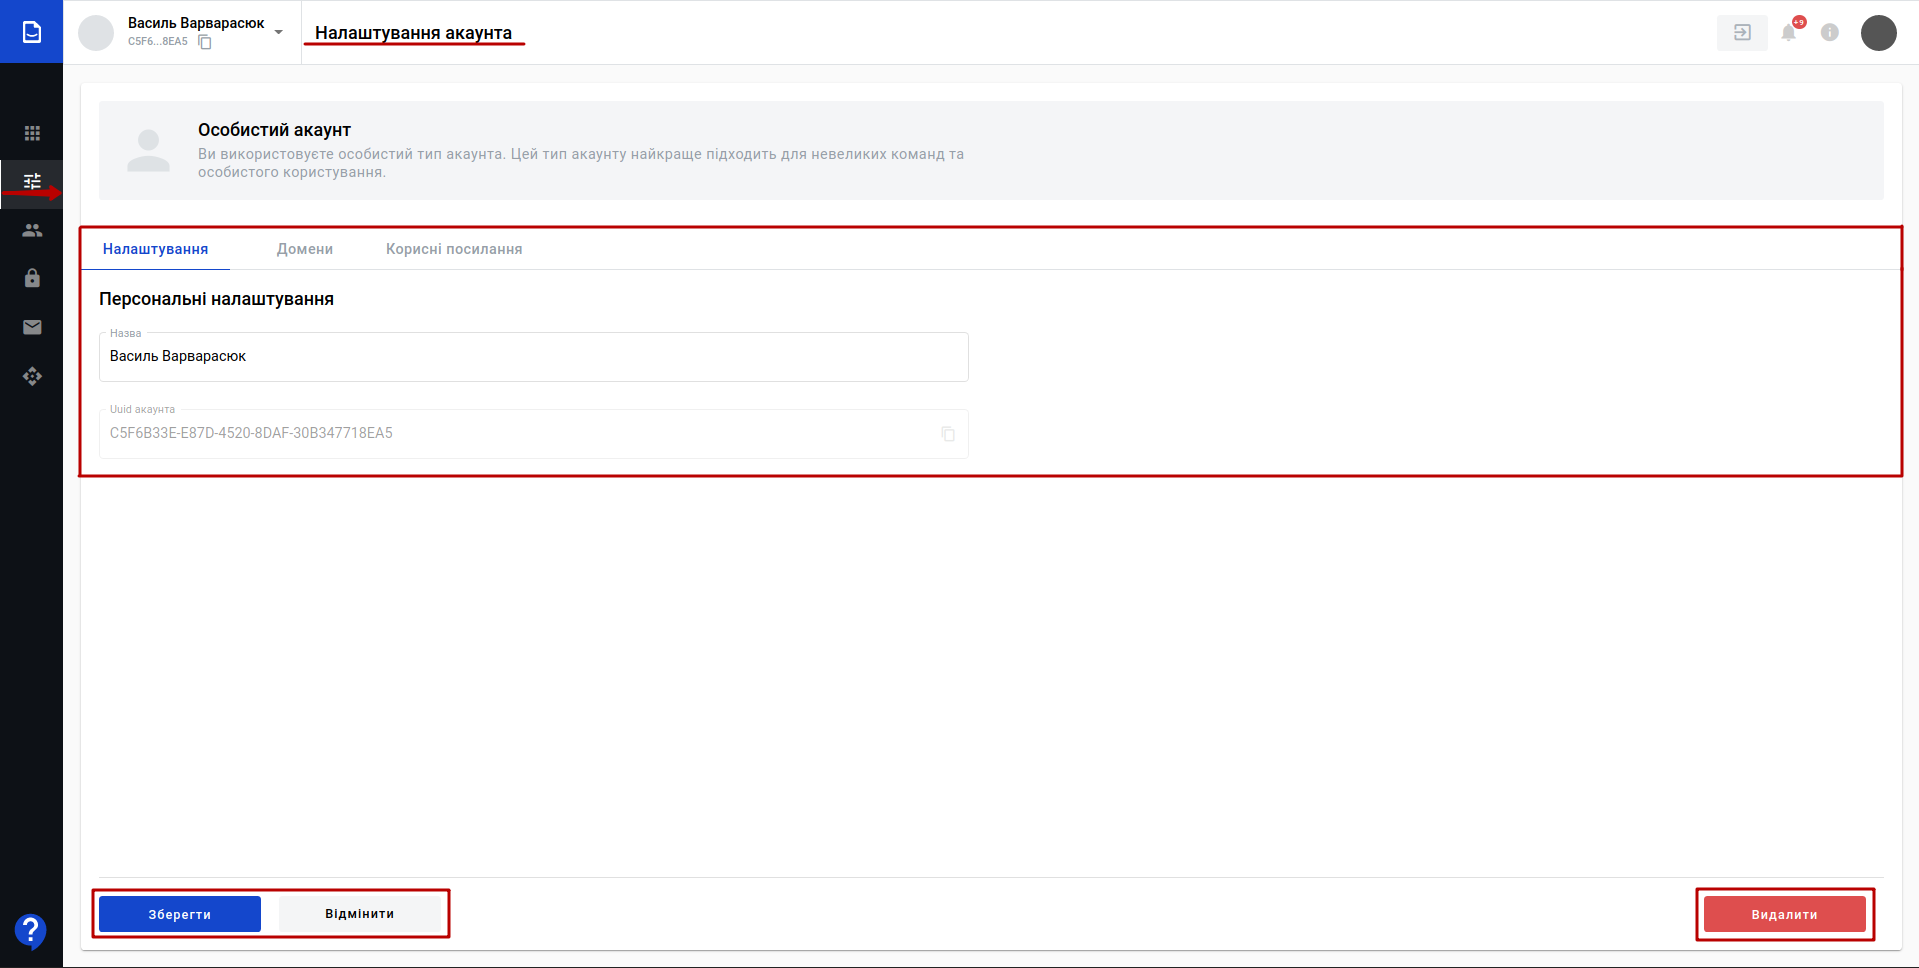 Василь Варварасюк
C5F6...8EA5
Налаштування акаунта
+9
Особистий акаунт
Ви використовуєте особистий тип акаунта. Цей тип акаунту найкраще підходить для невеликих команд та
особистого користування.
Налаштування
Домени
Корисні посилання
Персональні налаштування
Назва
Василь Варварасюк
Uuid акаунта
C5F6B33E-E87D-4520-8DAF-30B347718EA5
Зберегти
Відмінити
Видалити
?